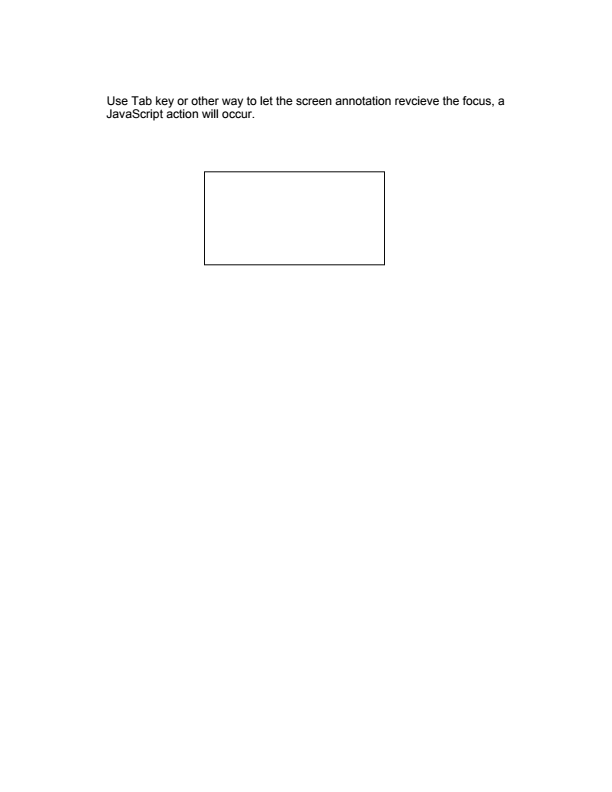 Use Tab key or other way to let the screen annotation revcieve the focus, a
JavaScript action will occur.